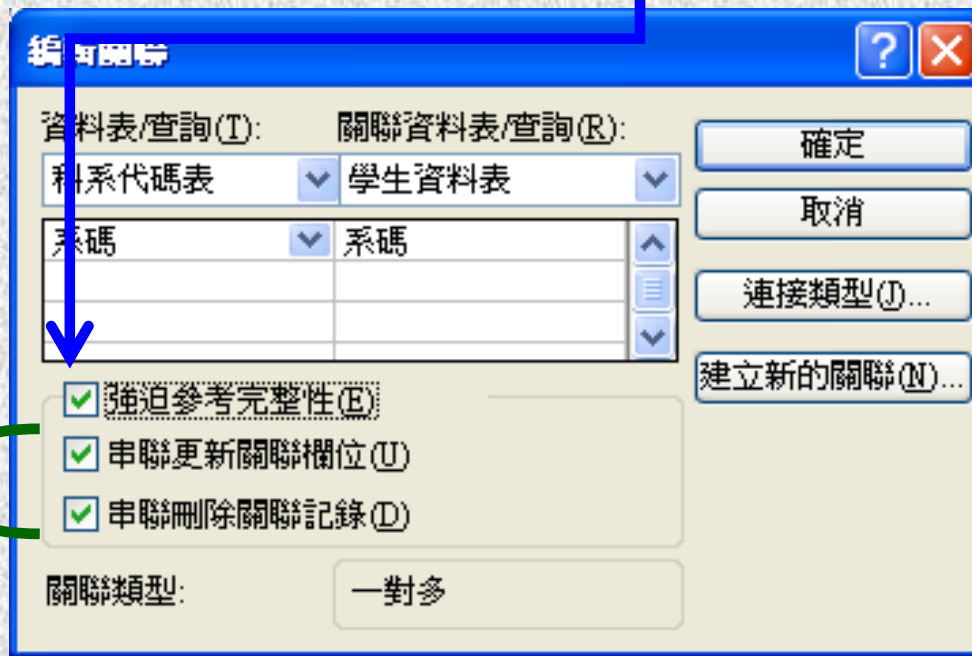 編輯關聯
資料表/查詢(T): 關聯資料表/查詢(R):
科系代碼表 學生資料表
系碼 系碼
強迫參考完整性(E)
串聯更新關聯欄位(U)
串聯刪除關聯記錄(D)
關聯類型: 一對多
確定
取消
連接類型(J)...
建立新的關聯(N)...